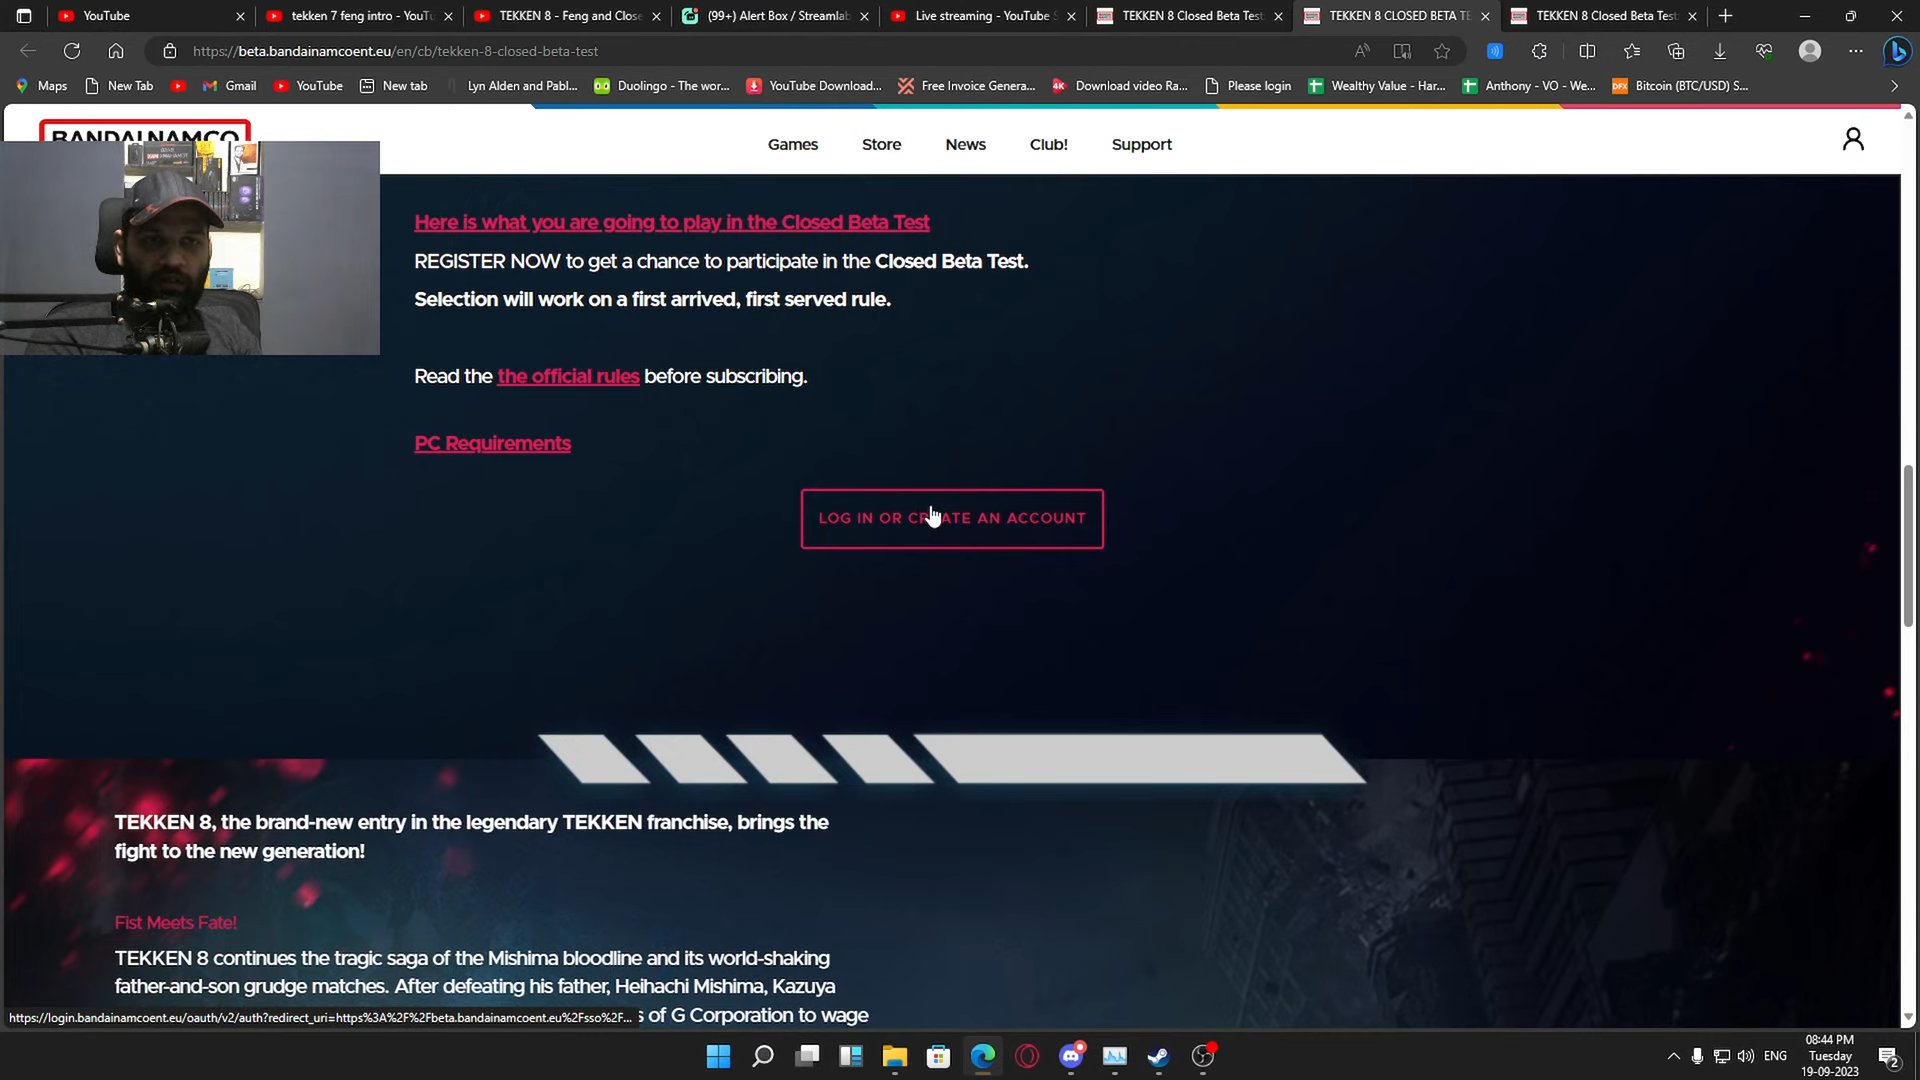 YouTube
tekken 7 feng intro - YouTu
TEKKEN 8 - Feng and Close
(99+) Alert Box / Streamlab
Live streaming - YouTube S
TEKKEN 8 Closed Beta Test
TEKKEN 8 CLOSED BETA TE
TEKKEN 8 Closed Beta Test
https://beta.bandainamcoent.eu/en/cb/tekken-8-closed-beta-test
Maps
New Tab
Gmail
YouTube
New tab
Lyn Alden and Pabl...
Duolingo - The wor...
YouTube Download...
Free Invoice Genera...
Download video Ra...
Please login
Wealthy Value - Har...
Anthony - VO - We...
Bitcoin (BTC/USD) S...
BANDAI NAMCO
Games
Store
News
Club!
Support
Here is what you are going to play in the Closed Beta Test
REGISTER NOW to get a chance to participate in the Closed Beta Test.
Selection will work on a first arrived, first served rule.
Read the the official rules before subscribing.
PC Requirements
LOG IN OR CREATE AN ACCOUNT
TEKKEN 8, the brand-new entry in the legendary TEKKEN franchise, brings the
fight to the new generation!
Fist Meets Fate!
TEKKEN 8 continues the tragic saga of the Mishima bloodline and its world-shaking
father-and-son grudge matches. After defeating his father, Heihachi Mishima, Kazuya
s of G Corporation to wage
https://login.bandainamcoent.eu/oauth/v2/auth?redirect_uri=https%3A%2F%2Fbeta.bandainamcoent.eu%2Fsso%2F...
ENG
08:44 PM
Tuesday
19-09-2023
2